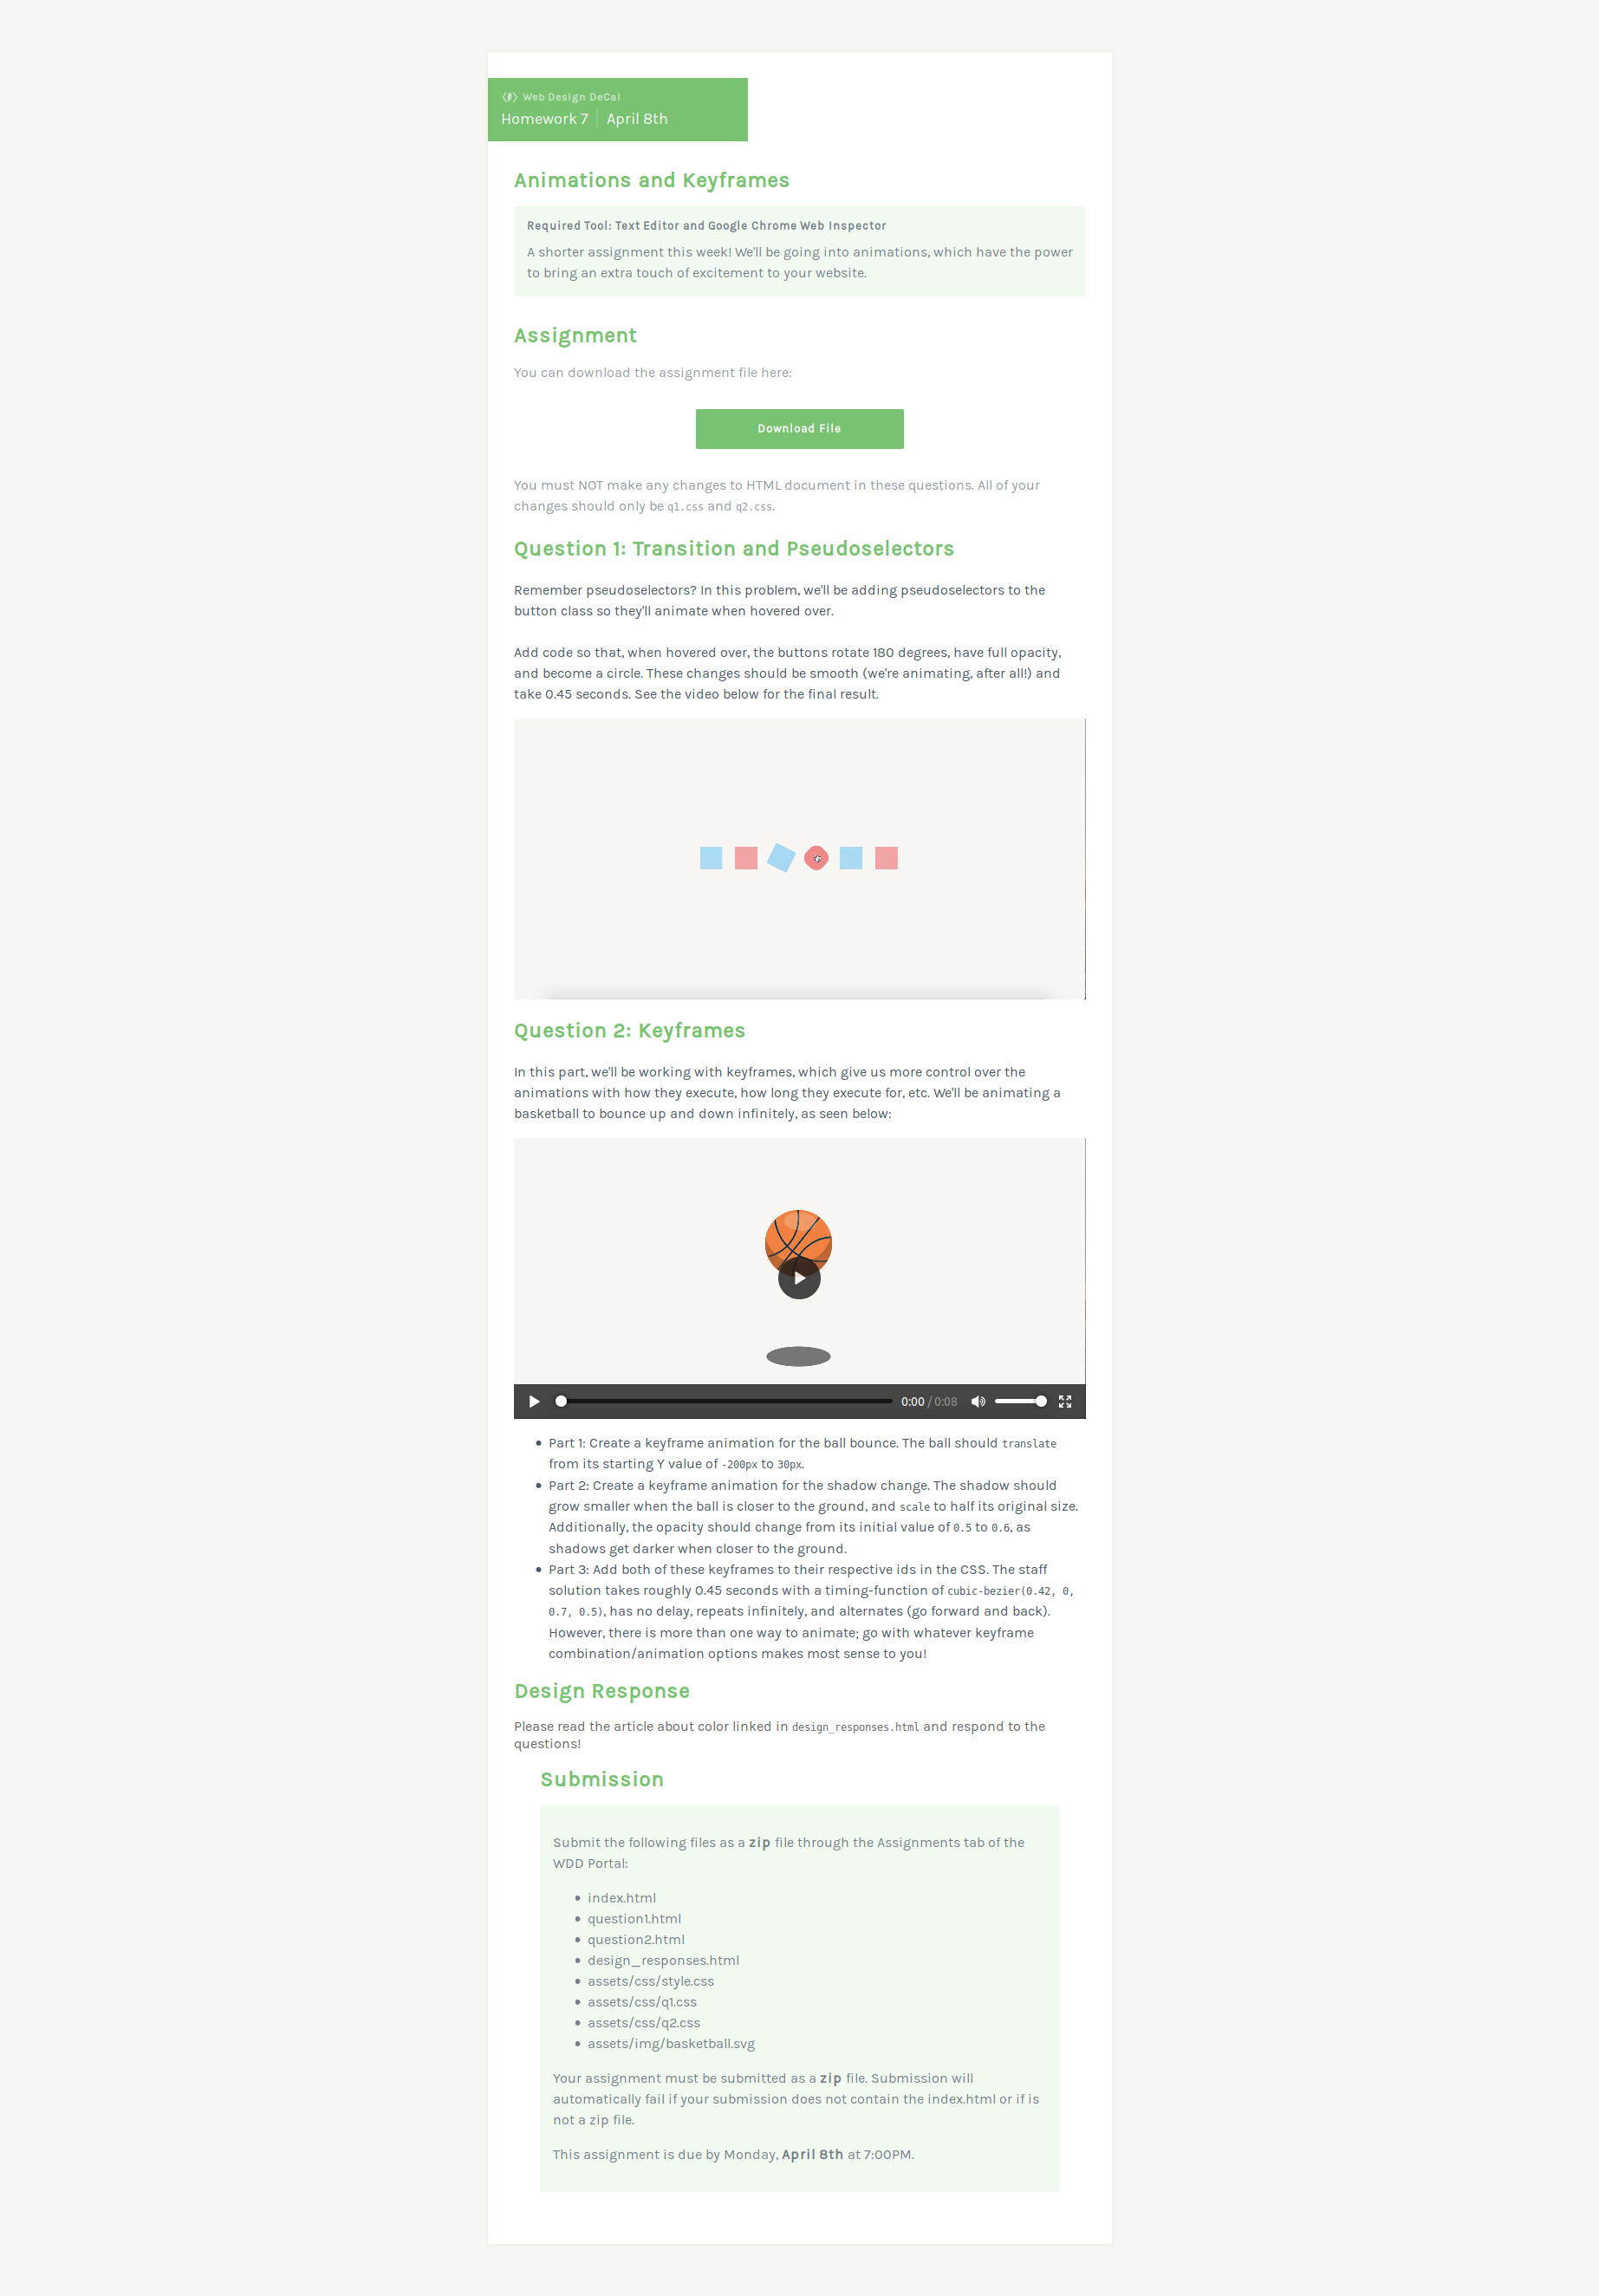 Web Design DeCal
Homework 7 April 8th
Animations and Keyframes
Required Tool: Text Editor and Google Chrome Web Inspector
A shorter assignment this week! We'll be going into animations, which have the power
to bring an extra touch of excitement to your website.
Assignment
You can download the assignment file here:
Download File
You must NOT make any changes to HTML document in these questions. All of your
changes should only be q1.css and q2.css.
Question 1: Transition and Pseudoselectors
Remember pseudoselectors? In this problem, we'll be adding pseudoselectors to the
button class so they'll animate when hovered over.
Add code so that, when hovered over, the buttons rotate 180 degrees, have full opacity,
and become a circle. These changes should be smooth (we're animating, after all!) and
take 0.45 seconds. See the video below for the final result.
Question 2: Keyframes
In this part, we'll be working with keyframes, which give us more control over the
animations with how they execute, how long they execute for, etc. We'll be animating a
basketball to bounce up and down infinitely, as seen below:
0:00 / 0:08
• Part 1: Create a keyframe animation for the ball bounce. The ball should translate
from its starting Y value of -200px to 30px.
• Part 2: Create a keyframe animation for the shadow change. The shadow should
grow smaller when the ball is closer to the ground, and scale to half its original size.
Additionally, the opacity should change from its initial value of 0.5 to 0.6, as
shadows get darker when closer to the ground.
• Part 3: Add both of these keyframes to their respective ids in the CSS. The staff
solution takes roughly 0.45 seconds with a timing-function of cubic-bezier(0.42, 0,
0.7, 0.5), has no delay, repeats infinitely, and alternates (go forward and back).
However, there is more than one way to animate; go with whatever keyframe
combination/animation options makes most sense to you!
Design Response
Please read the article about color linked in design_responses.html and respond to the
questions!
Submission
Submit the following files as a zip file through the Assignments tab of the
WDD Portal:
• index.html
• question1.html
• question2.html
• design_responses.html
• assets/css/style.css
• assets/css/q1.css
• assets/css/q2.css
• assets/img/basketball.svg
Your assignment must be submitted as a zip file. Submission will
automatically fail if your submission does not contain the index.html or if is
not a zip file.
This assignment is due by Monday, April 8th at 7:00PM.